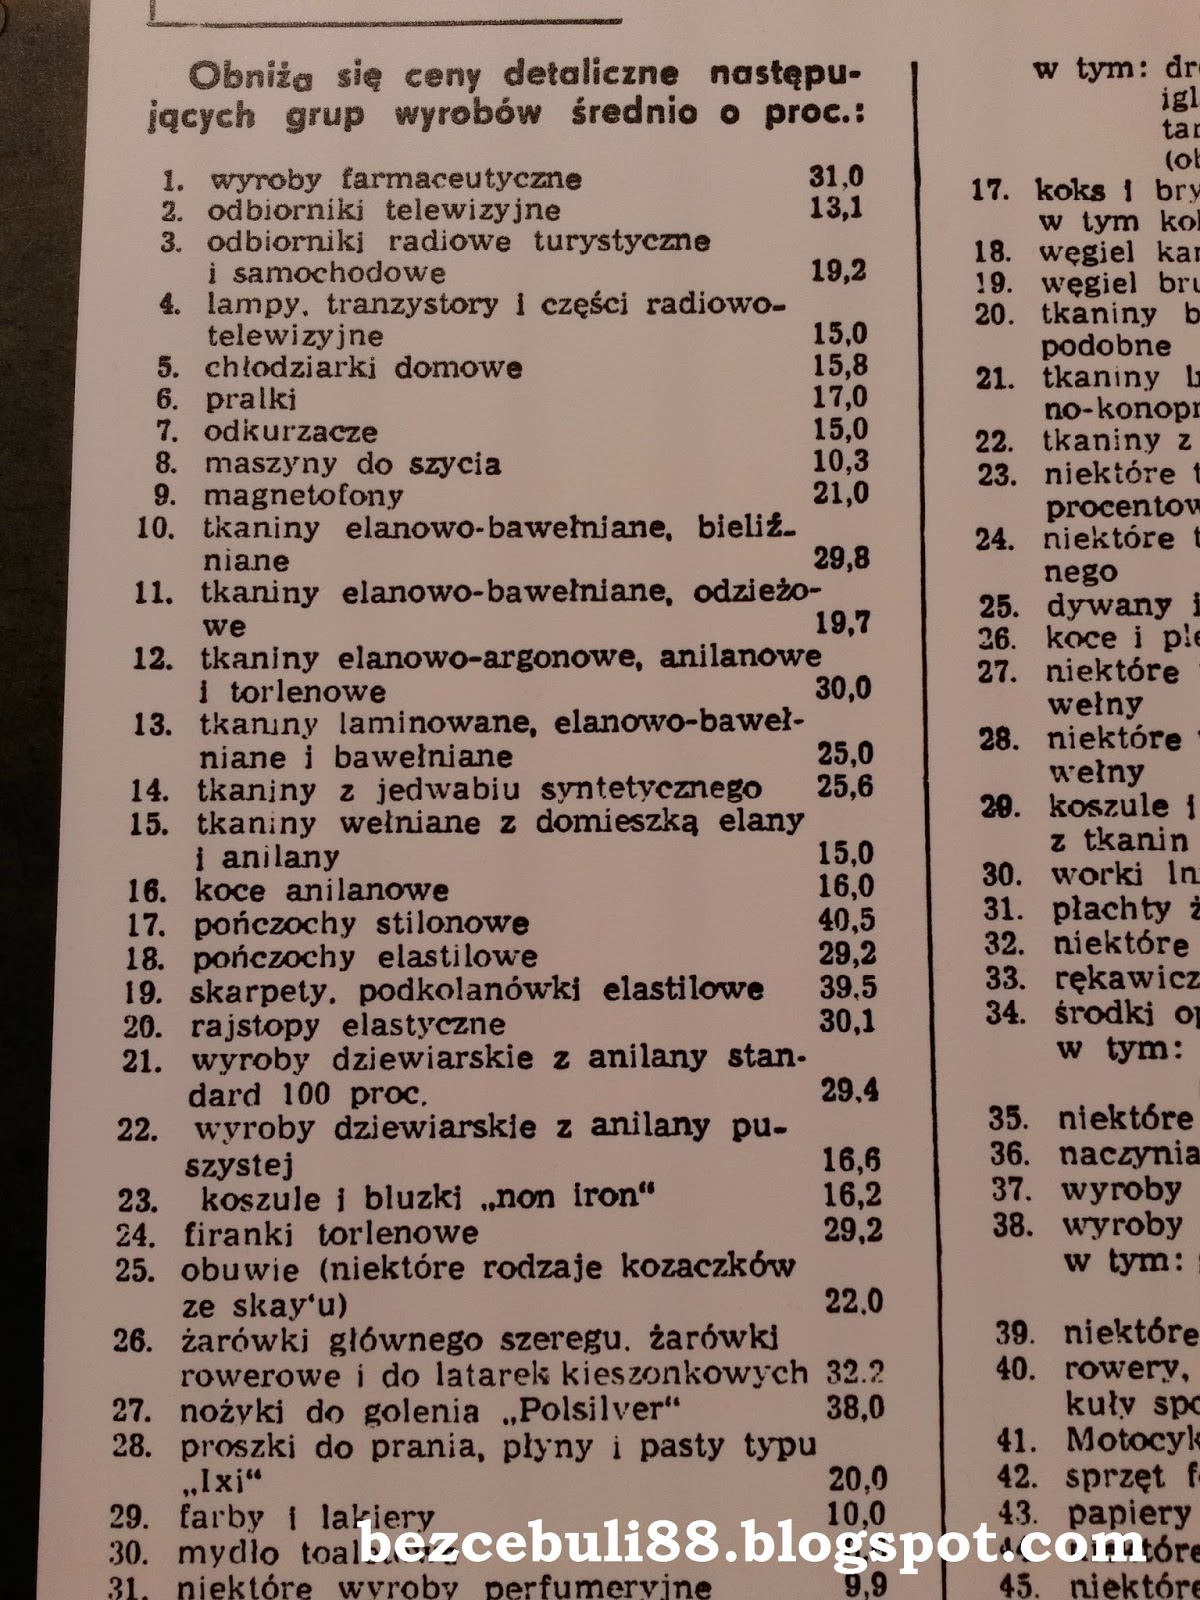 Obniża się ceny detaliczne następu-
jących grup wyrobów średnio o proc.:
1. wyroby farmaceutyczne 31,0
2. odbiorniki telewizyjne 13,1
3. odbiorniki radiowe turystyczne
i samochodowe 19,2
4. lampy, tranzystory i części radiowo-
telewizyjne 15,0
5. chłodziarki domowe 15,8
6. pralki 17,0
7. odkurzacze 15,0
8. maszyny do szycia 10,3
9. magnetofony 21,0
10. tkaniny elanowo-bawełniane, bieliź-
niane 29,8
11. tkaniny elanowo-bawełniane, odzieżo-
we 19,7
12. tkaniny elanowo-argonowe, anilanowe
i torlenowe 30,0
13. tkaniny laminowane, elanowo-baweł-
niane i bawełniane 25,0
14. tkaniny z jedwabiu syntetycznego 25,6
15. tkaniny wełniane z domieszką elany
i anilany 15,0
16. koce anilanowe 16,0
17. pończochy stilonowe 40,5
18. pończochy elastilowe 29,2
19. skarpety, podkolanówki elastilowe 39,5
20. rajstopy elastyczne 30,1
21. wyroby dziewiarskie z anilany stan-
dard 100 proc. 29,4
22. wyroby dziewiarskie z anilany pu-
szystej 16,6
23. koszule i bluzki „non iron“ 16,2
24. firanki torlenowe 29,2
25. obuwie (niektóre rodzaje kozaczków
ze skay'u) 22,0
26. żarówki głównego szeregu, żarówki
rowerowe i do latarek kieszonkowych 32.2
27. nożyki do golenia „Polsilver“ 38,0
28. proszki do prania, płyny i pasty typu
„Ixi“ 20,0
29. farby i lakiery 10,0
30. mydło
31. niektóre wyroby perfumeryjne 9,9
w tym:
17. koks i
w tym
18. węgiel
19. węgiel
20. tkaniny
podobne
21. tkaniny
22. tkaniny z
23. niektóre
24. niektóre
nego
25. dywany i
26. koce i
27. niektóre
wełny
28. niektóre
wełny
29. koszule i
z tkanin
30. worki
31. płachty
32. niektóre
33.
34. środki
w tym:
35. niektóre
36. naczynia
37. wyroby
38. wyroby
w tym:
39. niektóre
40. rowery,
41.
42. sprzęt
43. papiery
45. niektóre
bezcebuli88.blogspot.com